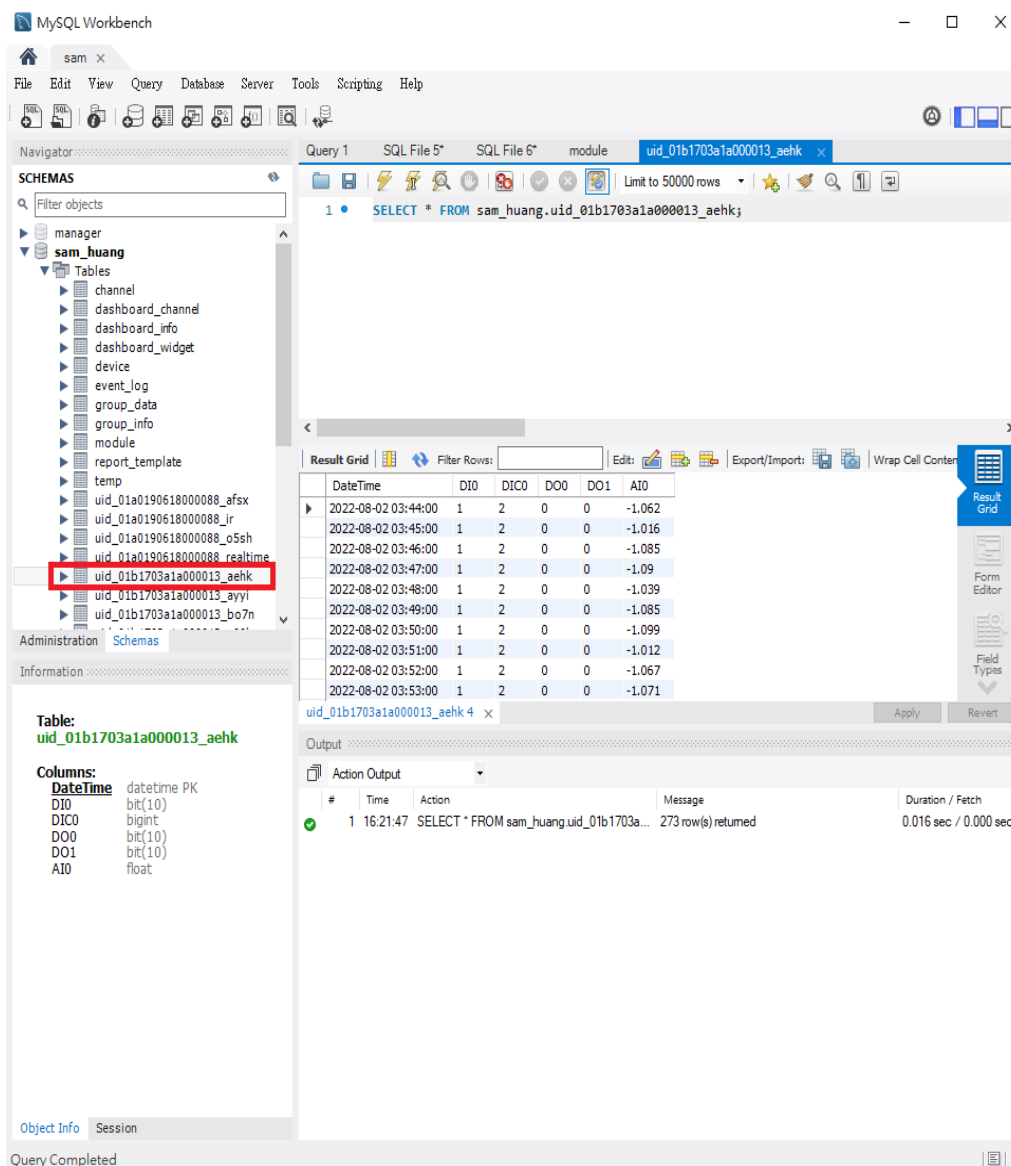 MySQL Workbench
sam
File Edit View Query Database Server Tools Scripting Help
Navigator
SCHEMAS
Filter objects
manager
sam_huang
Tables
channel
dashboard_channel
dashboard_info
dashboard_widget
device
event_log
group_data
group_info
module
report_template
temp
uid_01a0190618000088_afsx
uid_01a0190618000088_ir
uid_01a0190618000088_o5sh
uid_01a0190618000088_realtime
uid_01b1703a1a000013_aehk
uid_01b1703a1a000013_ayyi
uid_01b1703a1a000013_bo7n
Administration Schemas
Information
Table:
uid_01b1703a1a000013_aehk
Columns:
DateTime datetime PK
DI0 bit(10)
DIC0 bigint
DO0 bit(10)
DO1 bit(10)
AI0 float
Object Info Session
Query 1 SQL File 5* SQL File 6* module uid_01b1703a1a000013_aehk
Limit to 50000 rows
1 SELECT * FROM sam_huang.uid_01b1703a1a000013_aehk;
Result Grid Filter Rows: Edit: Export/Import: Wrap Cell Conten
DateTime DI0 DIC0 DO0 DO1 AI0
2022-08-02 03:44:00 1 2 0 0 -1.062
2022-08-02 03:45:00 1 2 0 0 -1.016
2022-08-02 03:46:00 1 2 0 0 -1.085
2022-08-02 03:47:00 1 2 0 0 -1.09
2022-08-02 03:48:00 1 2 0 0 -1.039
2022-08-02 03:49:00 1 2 0 0 -1.085
2022-08-02 03:50:00 1 2 0 0 -1.099
2022-08-02 03:51:00 1 2 0 0 -1.012
2022-08-02 03:52:00 1 2 0 0 -1.067
2022-08-02 03:53:00 1 2 0 0 -1.071
Result
Grid
Form
Editor
Field
Types
uid_01b1703a1a000013_aehk 4
Apply Revert
Output
Action Output
# Time Action Message Duration / Fetch
1 16:21:47 SELECT * FROM sam_huang.uid_01b1703a... 273 row(s) returned 0.016 sec / 0.000 sec
Query Completed